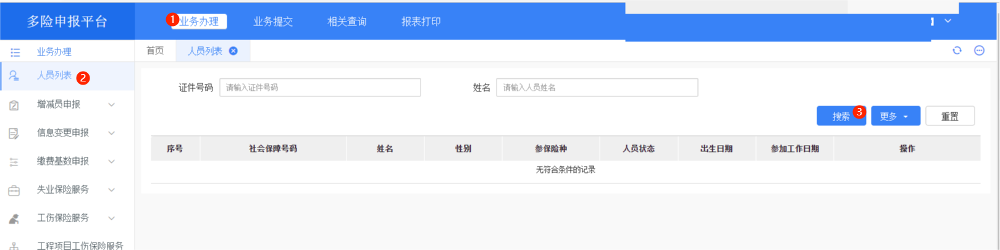 多险申报平台
1 业务办理 业务提交 相关查询 报表打印
业务办理
首页 人员列表
人员列表 2
证件号码 请输入证件号码 姓名 请输入人员姓名
增减员申报
搜索 3 更多 重置
信息变更申报
序号 社会保障号码 姓名 性别 参保险种 人员状态 出生日期 参加工作日期 操作
缴费基数申报
无符合条件的记录
失业保险服务
工伤保险服务
工程项目工伤保险服务